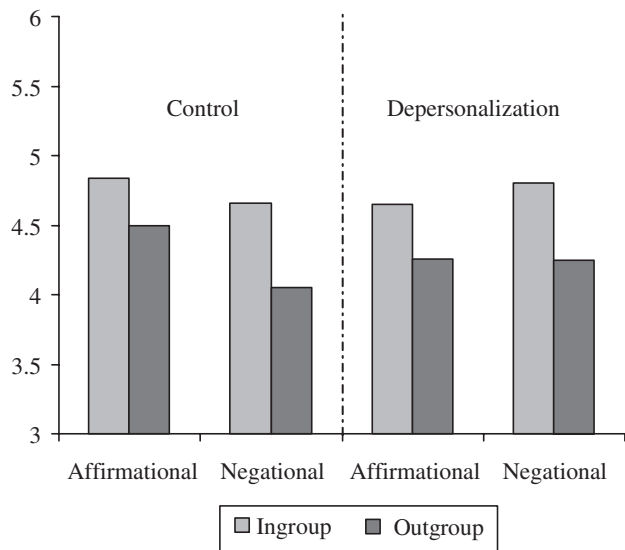 6
5.5
Control Depersonalization
5
4.5
4
3.5
3
Affirmational Negational Affirmational Negational
Ingroup Outgroup